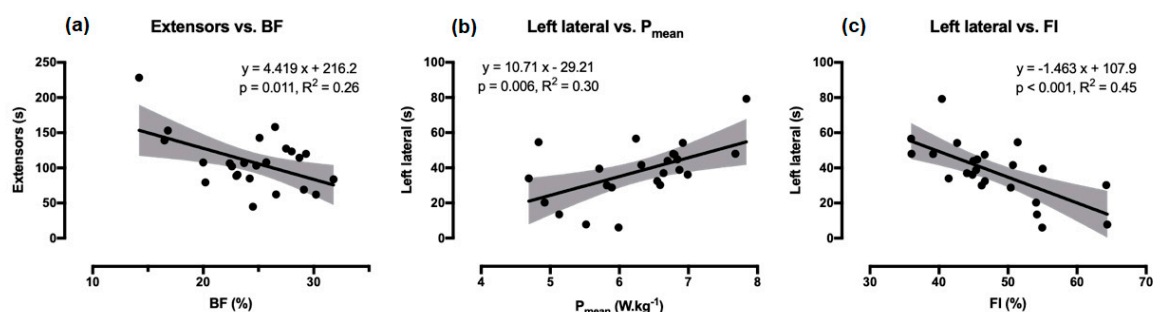 (a) Extensors vs. BF
y = 4.419 x + 216.2
p = 0.011, R² = 0.26
Extensors (s)
250
200
150
100
50
0
10 20 30
BF (%)
(b) Left lateral vs. Pmean
y = 10.71 x - 29.21
p = 0.006, R² = 0.30
Left lateral (s)
100
80
60
40
20
0
4 5 6 7 8
Pmean (W.kg⁻¹)
(c) Left lateral vs. FI
y = -1.463 x + 107.9
p < 0.001, R² = 0.45
Left lateral (s)
100
80
60
40
20
0
30 40 50 60 70
FI (%)